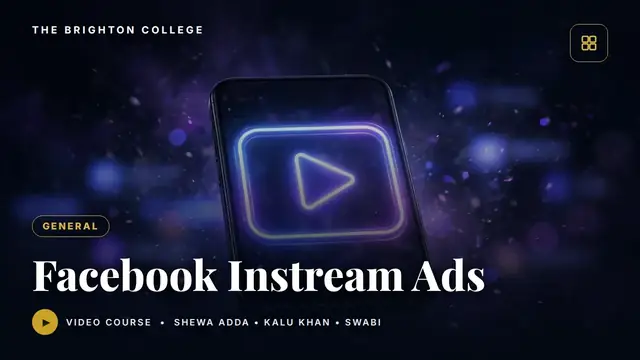 THE BRIGHTON COLLEGE
GENERAL
Facebook Instream Ads
VIDEO COURSE • SHEWA ADDA • KALU KHAN • SWABI